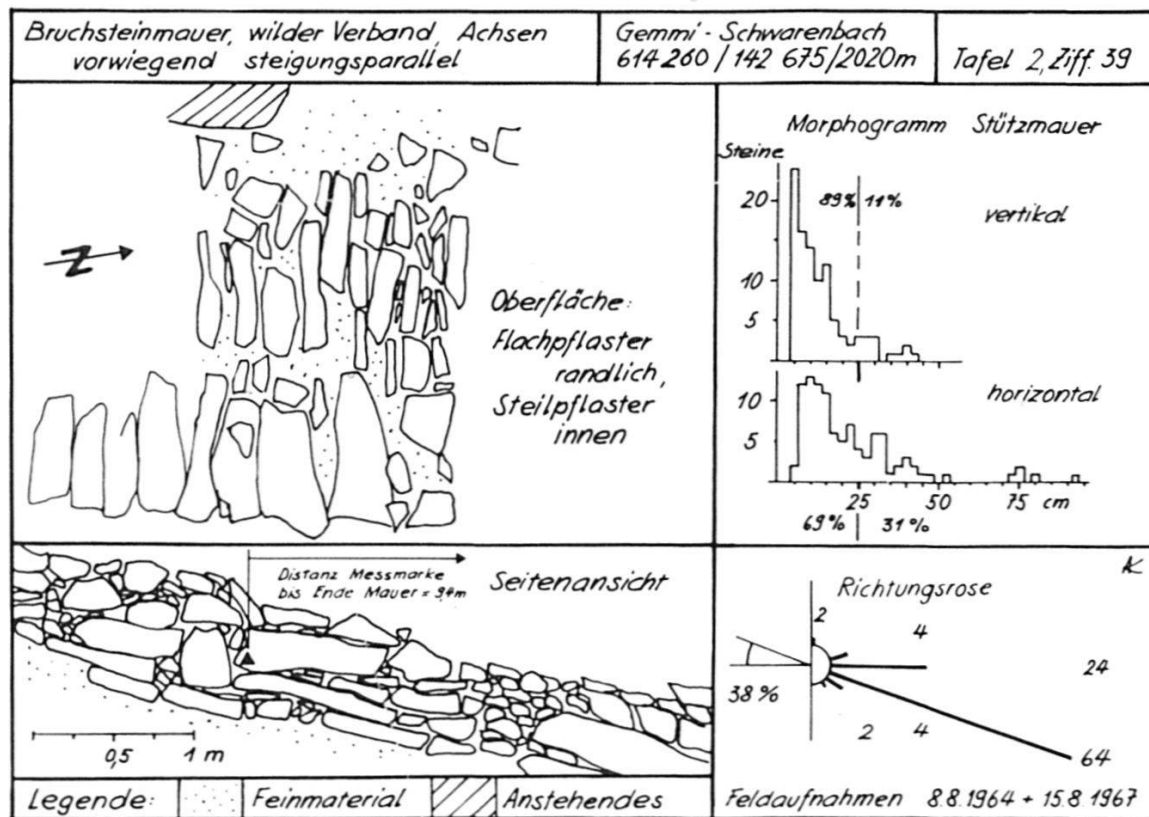 Bruchsteinmauer, wilder Verband, Achsen
vorwiegend steigungsparallel
Gemmi - Schwarenbach
614 260 / 142 675 / 2020m
Tafel 2, Ziff. 39
N
Oberfläche:
Flachpflaster
randlich,
Steilpflaster
innen
Morphogramm Stützmauer
Steine
20
89% 11%
vertikal
10
5
horizontal
10
5
25 50 75 cm
69% 31%
Distanz Messmarke
bis Ende Mauer = 9,4m
Seitenansicht
0,5 1 m
Richtungsrose
2
4
24
38%
2 4
64
Legende: Feinmaterial Anstehendes
Feldaufnahmen 8.8.1964 + 15.8.1967